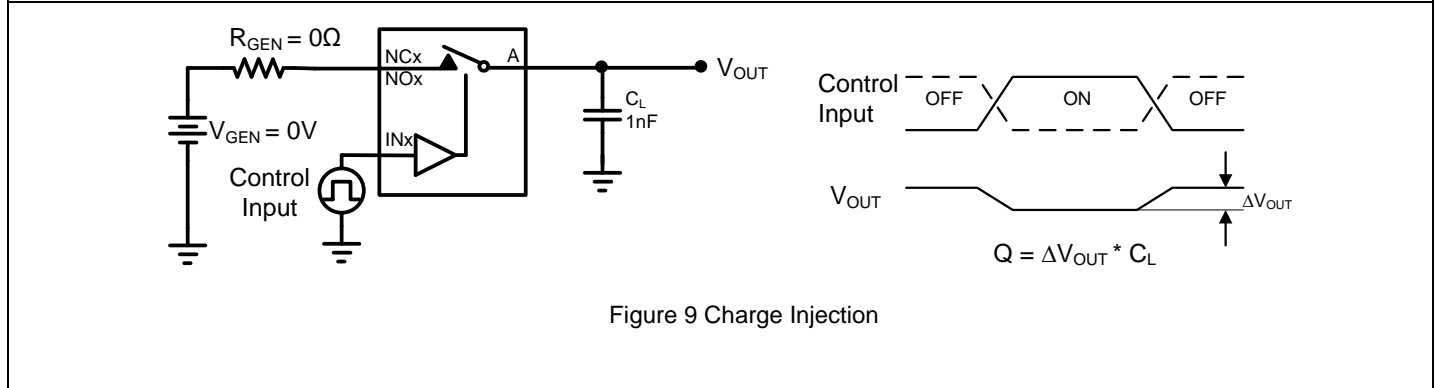 R_GEN = 0Ω
NCx
NOx
A
V_OUT
C_L
1nF
V_GEN = 0V
INx
Control
Input
Control
Input
OFF
ON
OFF
V_OUT
ΔV_OUT
Q = ΔV_OUT * C_L
Figure 9 Charge Injection